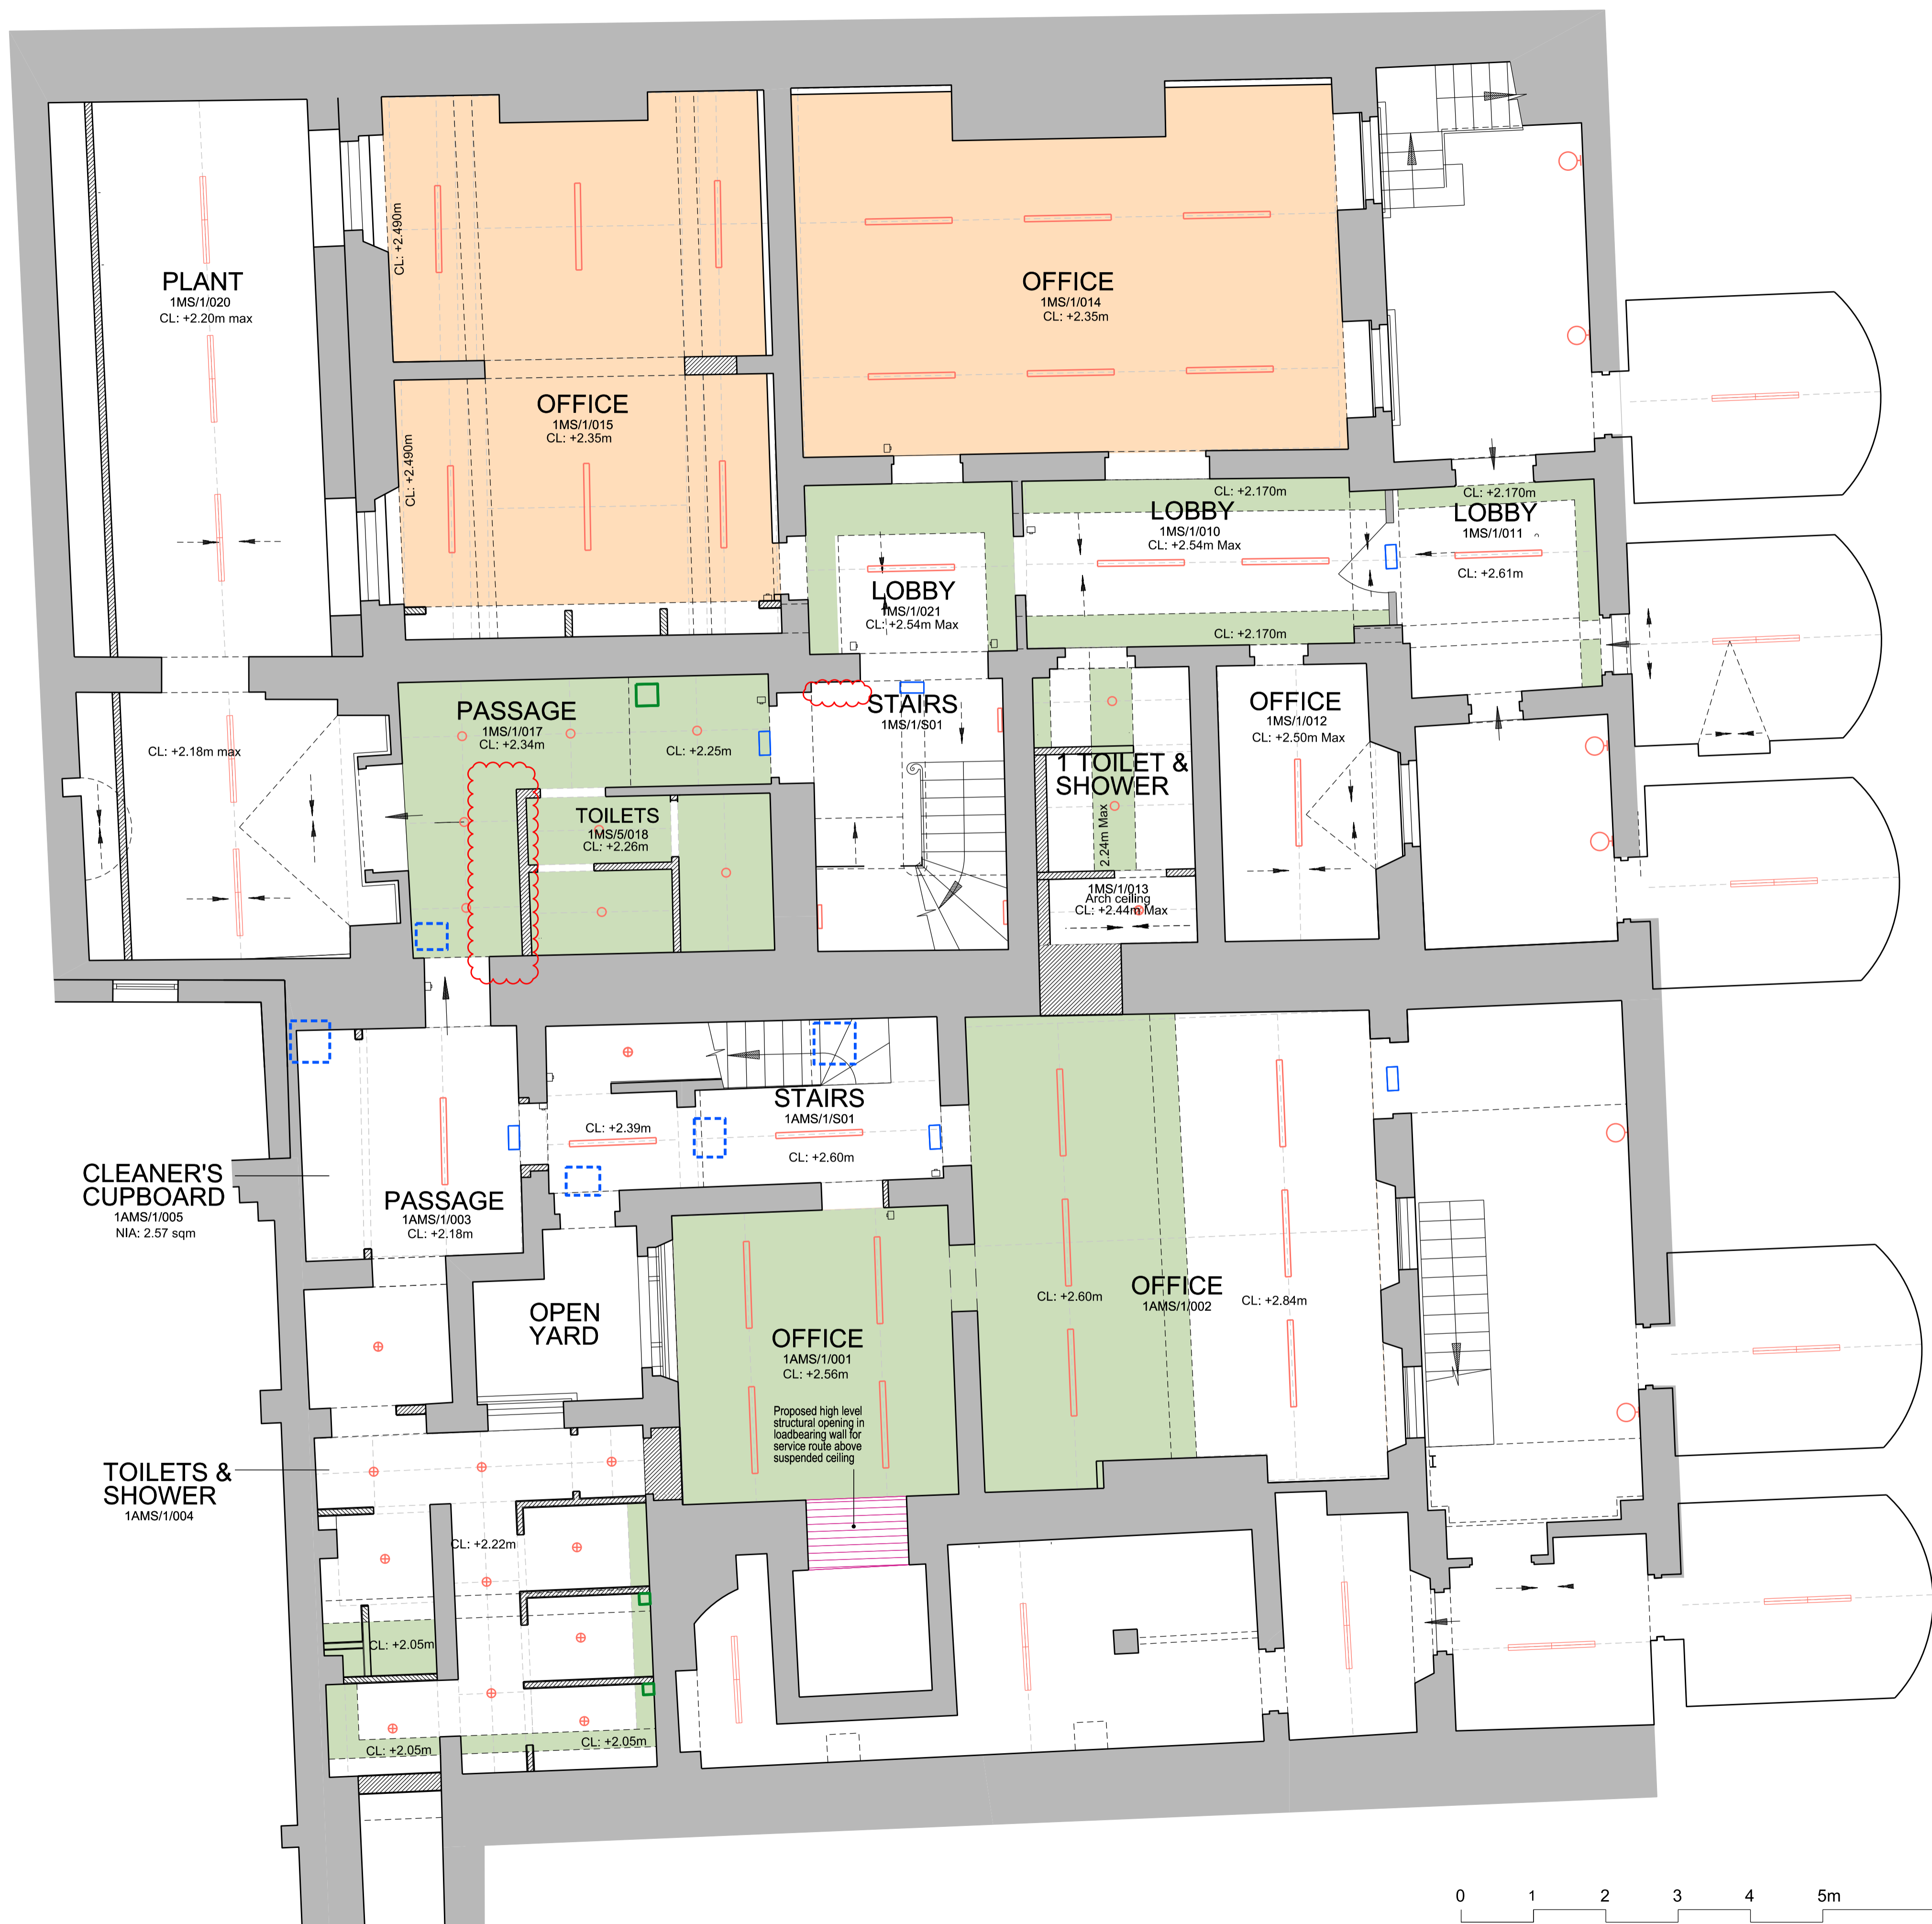 PLANT
1MS/1/020
CL: +2.20m max
CL: +2.490m
OFFICE
1MS/1/014
CL: +2.35m
OFFICE
1MS/1/015
CL: +2.35m
CL: +2.490m
CL: +2.170m
LOBBY
1MS/1/010
CL: +2.54m Max
CL: +2.170m
CL: +2.170m
LOBBY
1MS/1/011
CL: +2.61m
LOBBY
1MS/1/021
CL: +2.54m Max
PASSAGE
1MS/1/017
CL: +2.34m
CL: +2.25m
STAIRS
1MS/1/S01
OFFICE
1MS/1/012
CL: +2.50m Max
CL: +2.18m max
1 TOILET &
SHOWER
2.24m Max
TOILETS
1MS/5/018
CL: +2.26m
1MS/1/013
Arch ceiling
CL: +2.44m Max
STAIRS
1AMS/1/S01
CL: +2.39m
CL: +2.60m
CLEANER'S
CUPBOARD
1AMS/1/005
NIA: 2.57 sqm
PASSAGE
1AMS/1/003
CL: +2.18m
OPEN
YARD
OFFICE
1AMS/1/001
CL: +2.56m
Proposed high level
structural opening in
loadbearing wall for
service route above
suspended ceiling
CL: +2.60m
OFFICE
1AMS/1/002
CL: +2.84m
TOILETS &
SHOWER
1AMS/1/004
CL: +2.22m
CL: +2.05m
CL: +2.05m
CL: +2.05m
0 1 2 3 4 5m